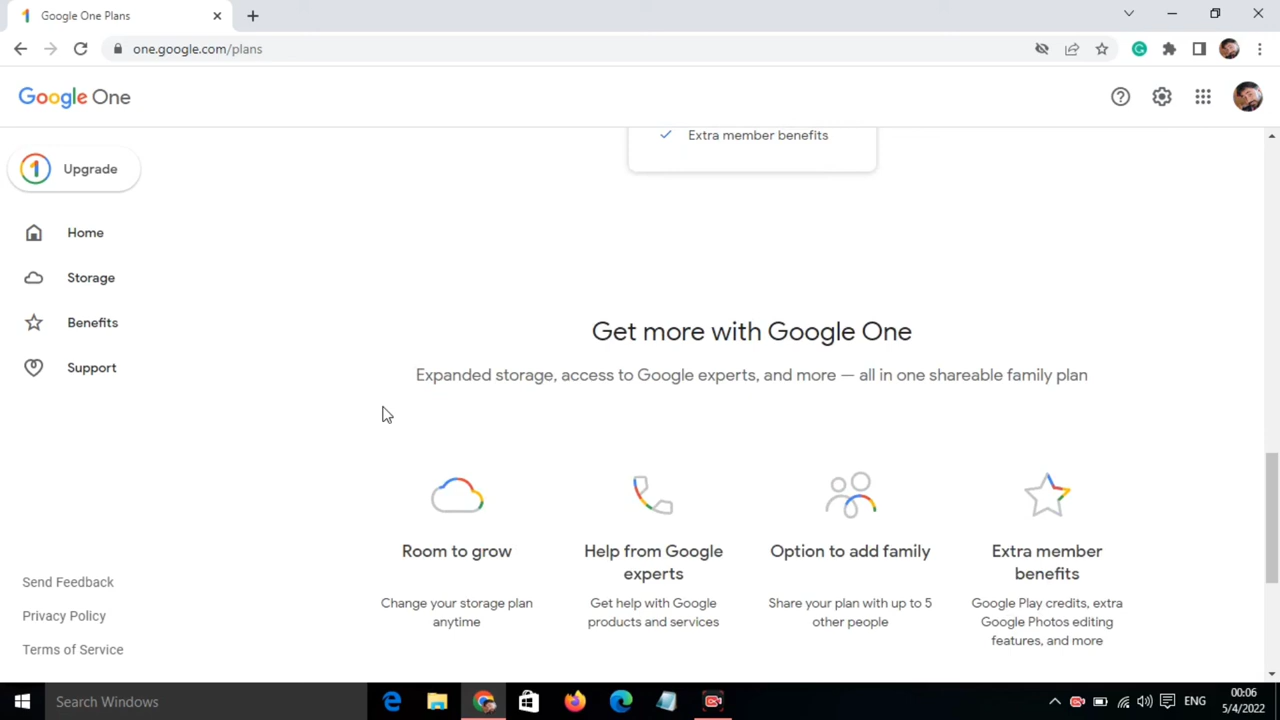 Google One Plans
one.google.com/plans
Google One
Extra member benefits
Upgrade
Home
Storage
Benefits
Support
Get more with Google One
Expanded storage, access to Google experts, and more — all in one shareable family plan
Room to grow
Change your storage plan
anytime
Help from Google
experts
Get help with Google
products and services
Option to add family
Share your plan with up to 5
other people
Extra member
benefits
Google Play credits, extra
Google Photos editing
features, and more
Send Feedback
Privacy Policy
Terms of Service
Search Windows
ENG
00:06
5/4/2022